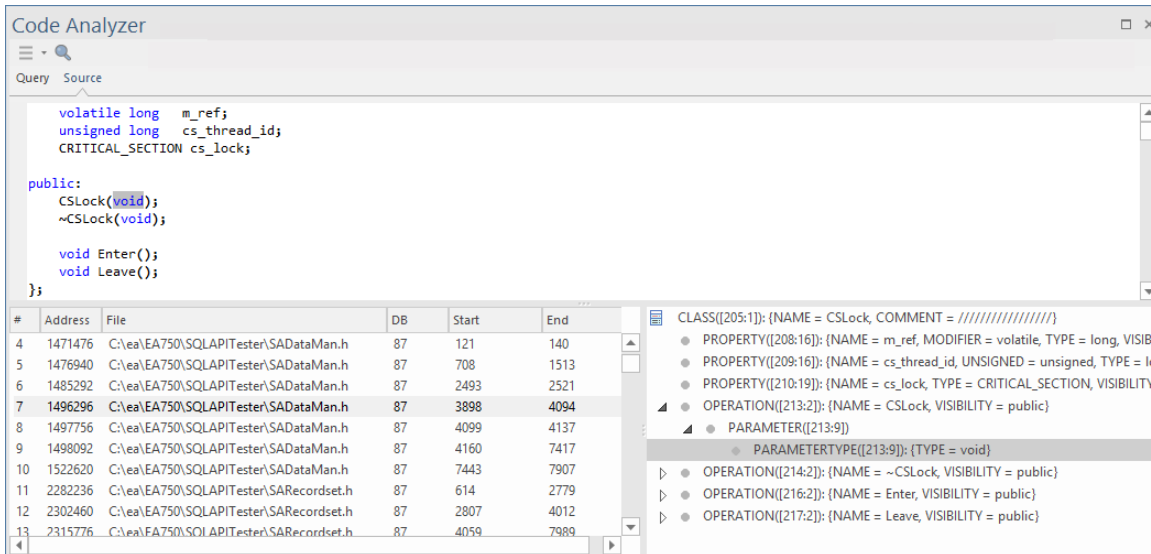 Code Analyzer
Query Source
volatile long m_ref;
unsigned long cs_thread_id;
CRITICAL_SECTION cs_lock;
public:
CSLock(void);
~CSLock(void);
void Enter();
void Leave();
};
# Address File DB Start End
4 1471476 C:\ea\EA750\SQLAPITester\SADataMan.h 87 121 140
5 1476940 C:\ea\EA750\SQLAPITester\SADataMan.h 87 708 1513
6 1485292 C:\ea\EA750\SQLAPITester\SADataMan.h 87 2493 2521
7 1496296 C:\ea\EA750\SQLAPITester\SADataMan.h 87 3898 4094
8 1497756 C:\ea\EA750\SQLAPITester\SADataMan.h 87 4099 4137
9 1498092 C:\ea\EA750\SQLAPITester\SADataMan.h 87 4160 7417
10 1522620 C:\ea\EA750\SQLAPITester\SADataMan.h 87 7443 7907
11 2282236 C:\ea\EA750\SQLAPITester\SARecordset.h 87 614 2779
12 2302460 C:\ea\EA750\SQLAPITester\SARecordset.h 87 2807 4012
13 2315776 C:\ea\EA750\SQLAPITester\SARecordset.h 87 4059 7989
CLASS([205:1]): {NAME = CSLock, COMMENT = /////////////////}
PROPERTY([208:16]): {NAME = m_ref, MODIFIER = volatile, TYPE = long, VISIB
PROPERTY([209:16]): {NAME = cs_thread_id, UNSIGNED = unsigned, TYPE = l
PROPERTY([210:19]): {NAME = cs_lock, TYPE = CRITICAL_SECTION, VISIBILITY
OPERATION([213:2]): {NAME = CSLock, VISIBILITY = public}
PARAMETER([213:9])
PARAMETERTYPE([213:9]): {TYPE = void}
OPERATION([214:2]): {NAME = ~CSLock, VISIBILITY = public}
OPERATION([216:2]): {NAME = Enter, VISIBILITY = public}
OPERATION([217:2]): {NAME = Leave, VISIBILITY = public}